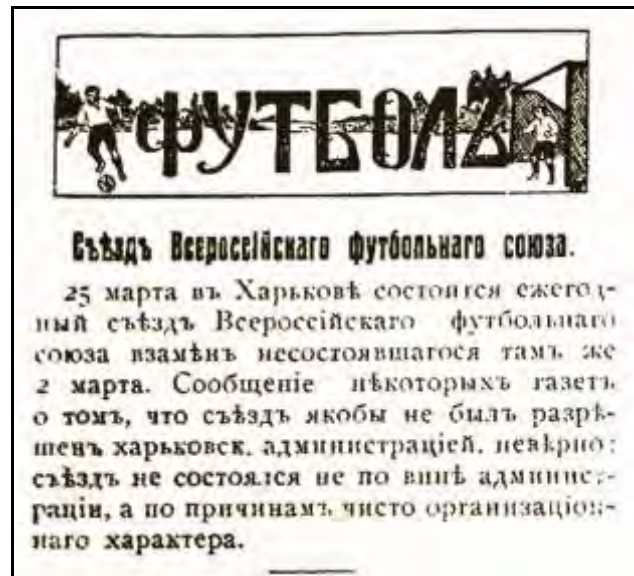 ФУТБОЛЪ
Съѣздъ Всероссійскаго футбольнаго союза.
25 марта въ Харьковѣ состоится ежегод-
ный съѣздъ Всероссійскаго футбольнаго
союза взамѣнъ несостоявшагося тамъ же
2 марта. Сообщеніе нѣкоторыхъ газетъ
о томъ, что съѣздъ якобы не былъ разрѣ-
шенъ харьковск. администраціей, невѣрно:
съѣздъ не состоялся не по винѣ админист-
раціи, а по причинамъ чисто организаціон-
наго характера.